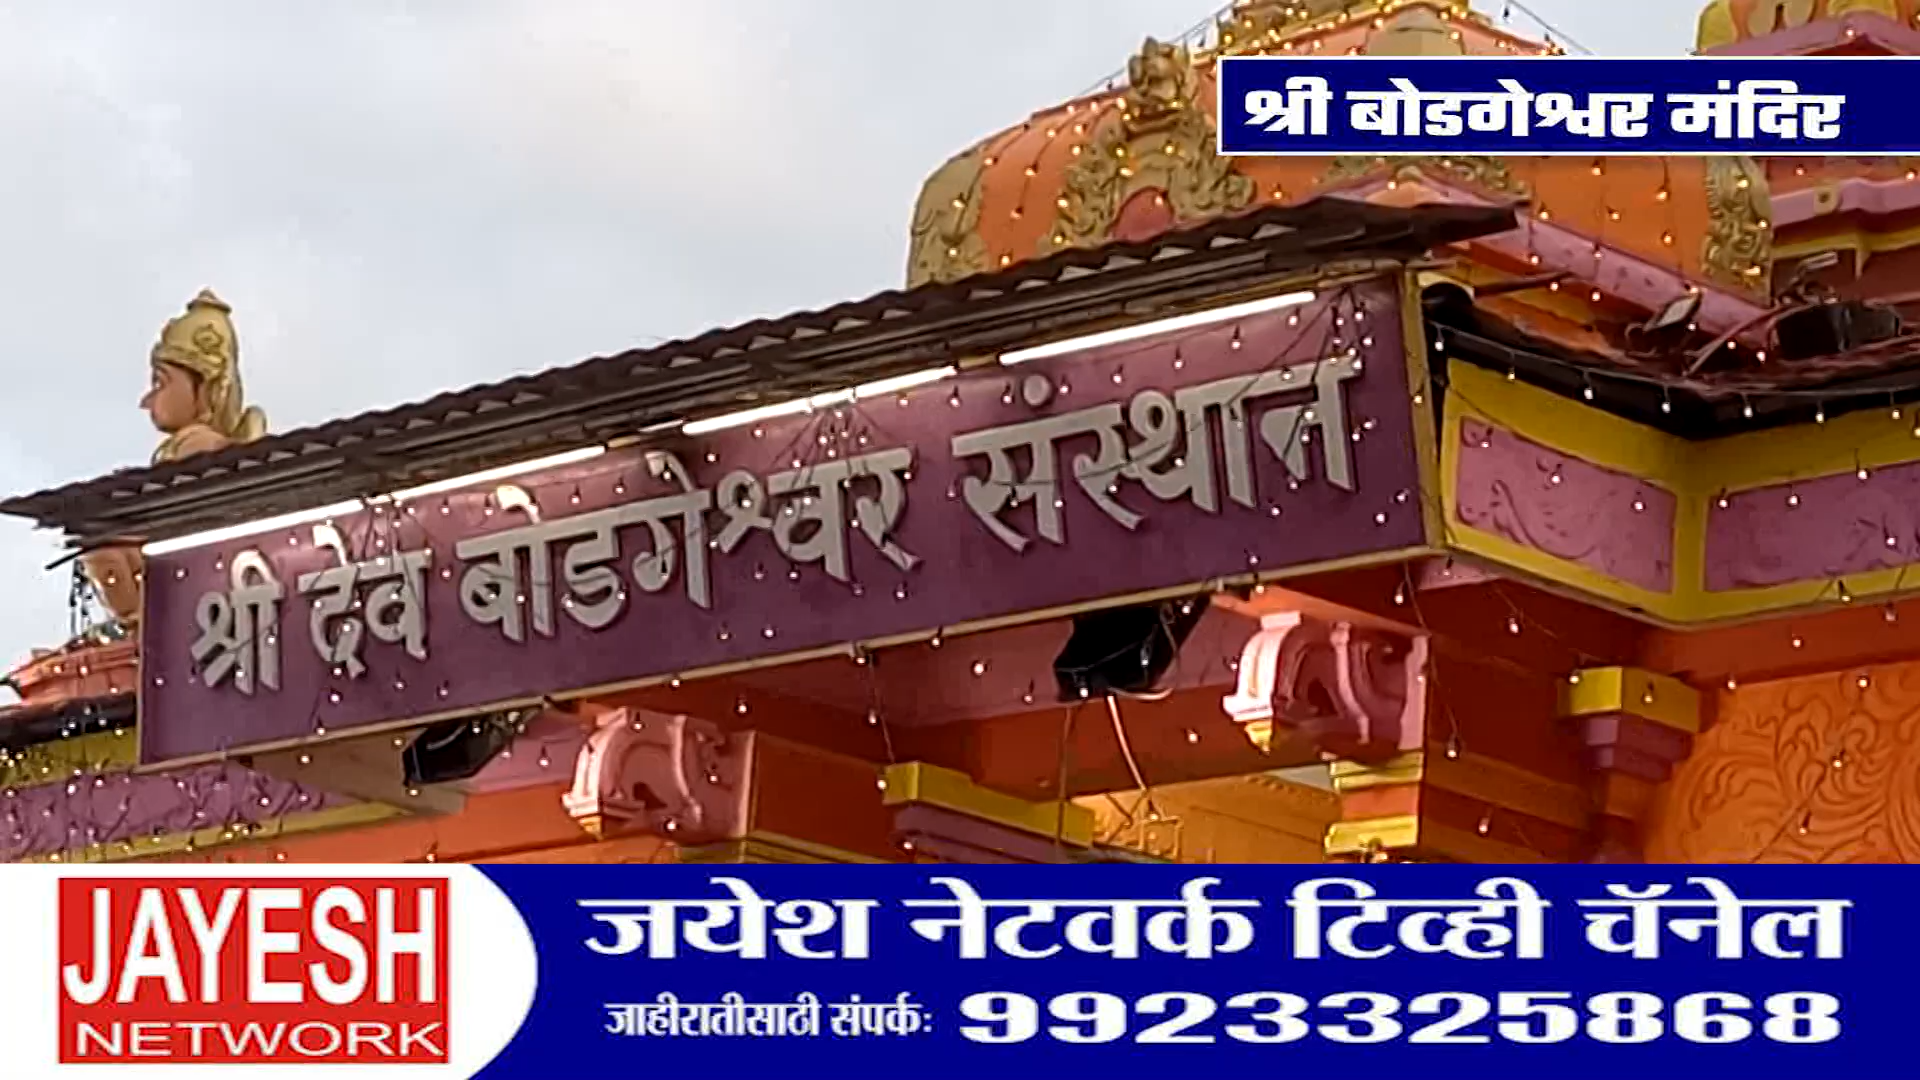 श्री बोडगेश्वर मंदिर
श्री देव बोडगेश्वर संस्थान
JAYESH
NETWORK
जयेश नेटवर्क टिव्ही चॅनेल
जाहीरातीसाठी संपर्कः 9923325868